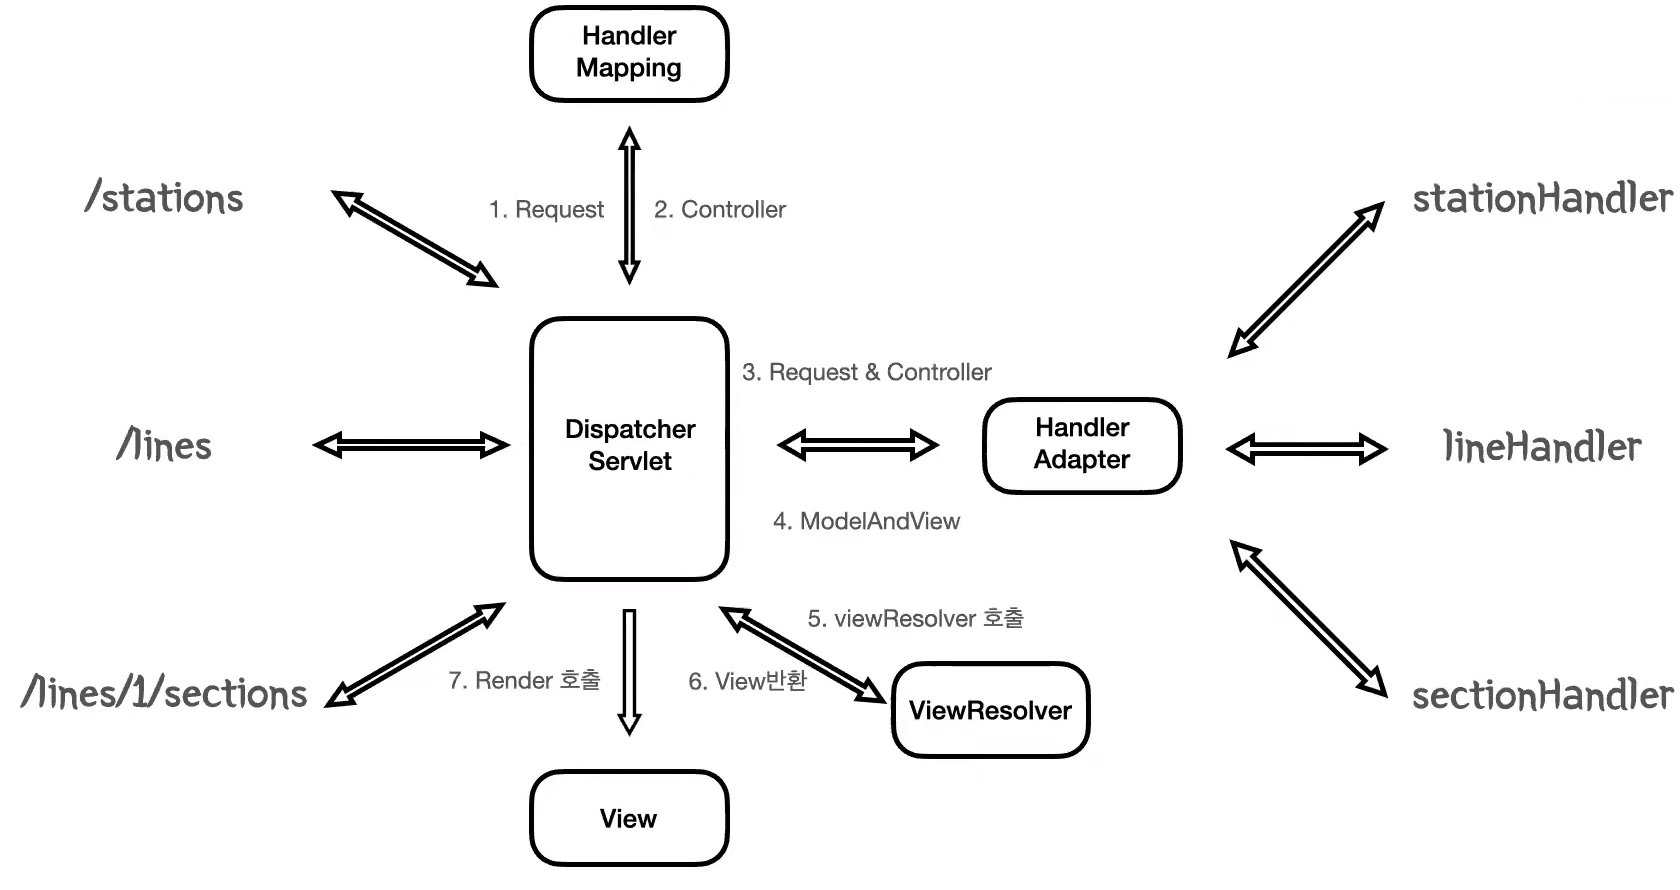 Handler
Mapping
/stations
1. Request
2. Controller
stationHandler
3. Request & Controller
/lines
Dispatcher
Servlet
Handler
Adapter
lineHandler
4. ModelAndView
5. viewResolver 호출
/lines/1/sections
7. Render 호출
6. View반환
ViewResolver
sectionHandler
View